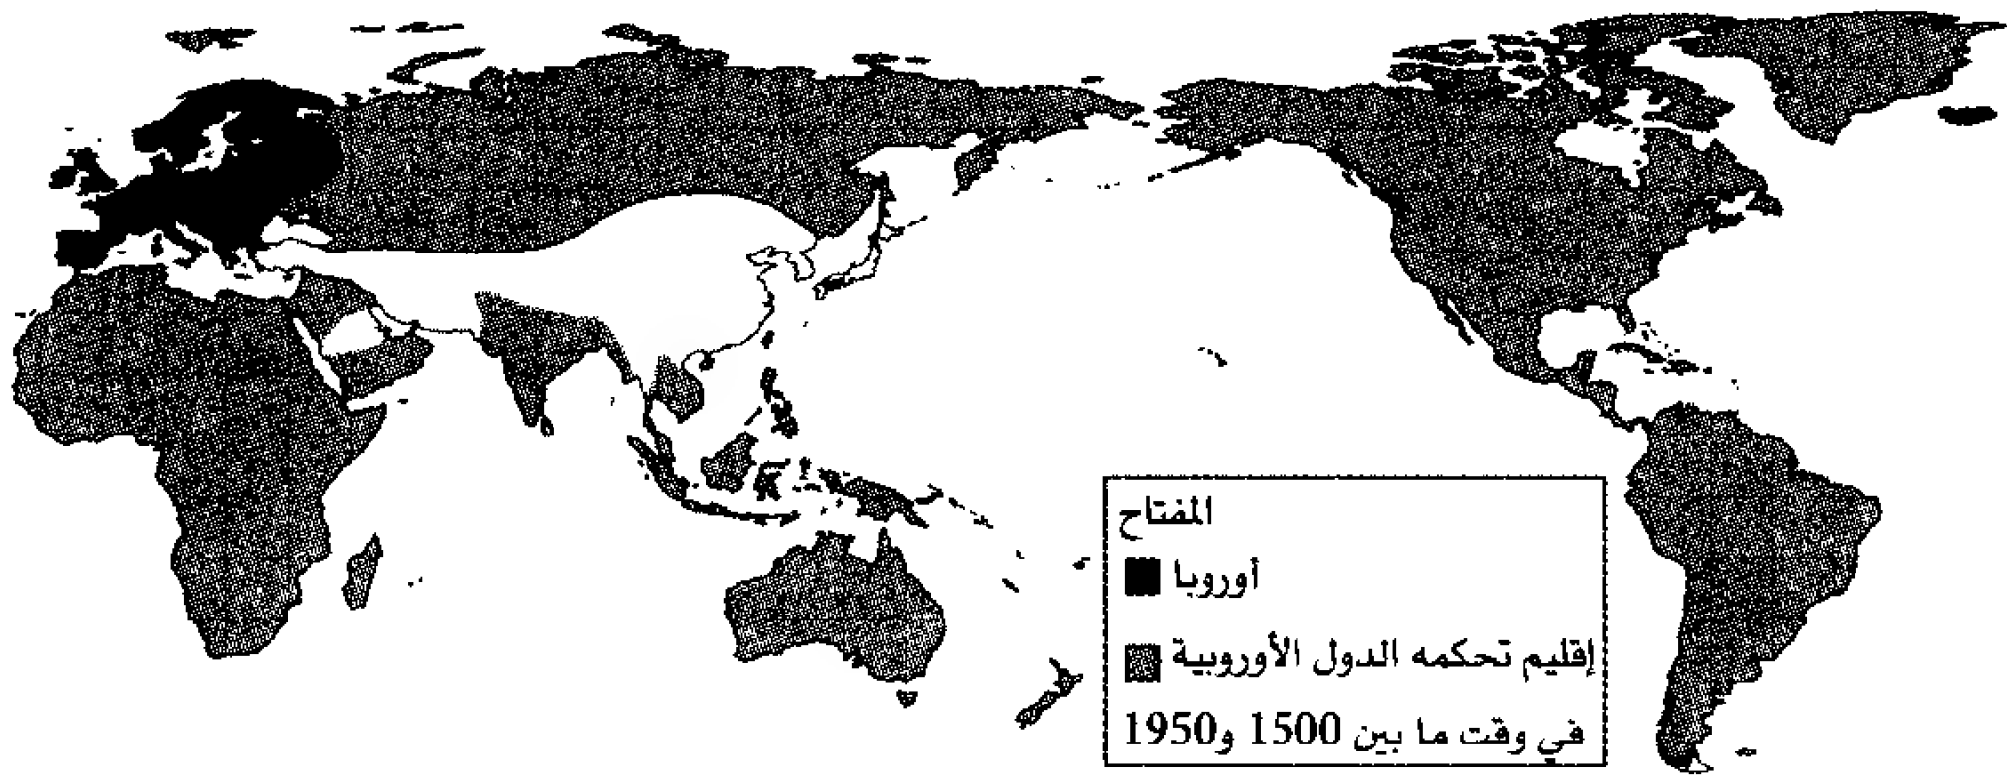 المفتاح
أوروبا
إقليم تحكمه الدول الأوروبية
في وقت ما بين 1500 و1950